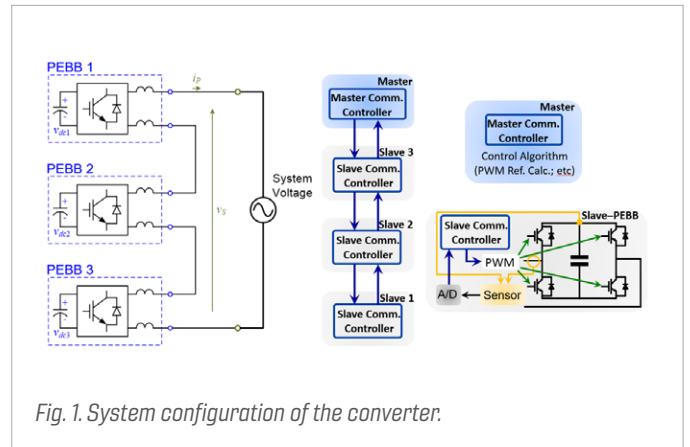 PEBB 1
+
-
vdc1
iP
PEBB 2
+
-
vdc2
vS
System
Voltage
PEBB 3
+
-
vdc3
Master
Master Comm.
Controller
Slave 3
Slave Comm.
Controller
Slave 2
Slave Comm.
Controller
Slave 1
Slave Comm.
Controller
Master
Master Comm.
Controller
Control Algorithm
(PWM Ref. Calc.; etc)
Slave–PEBB
Slave Comm.
Controller
PWM
A/D
Sensor
Fig. 1. System configuration of the converter.